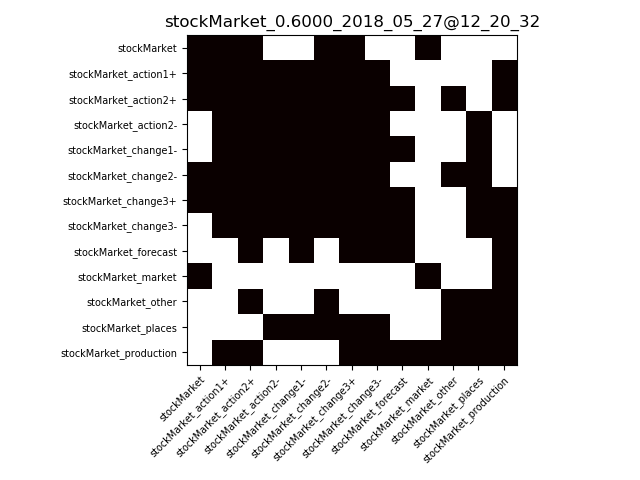 stockMarket_0.6000_2018_05_27@12_20_32
stockMarket
stockMarket_action1+
stockMarket_action2+
stockMarket_action2-
stockMarket_change1-
stockMarket_change2-
stockMarket_change3+
stockMarket_change3-
stockMarket_forecast
stockMarket_market
stockMarket_other
stockMarket_places
stockMarket_production
stockMarket
stockMarket_action1+
stockMarket_action2+
stockMarket_action2-
stockMarket_change1-
stockMarket_change2-
stockMarket_change3+
stockMarket_change3-
stockMarket_forecast
stockMarket_market
stockMarket_other
stockMarket_places
stockMarket_production